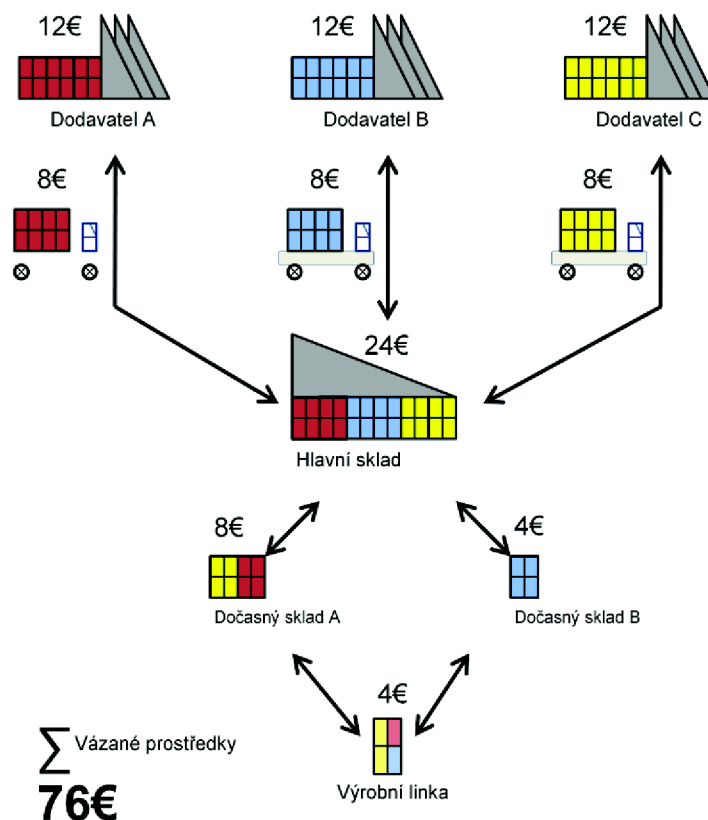 12€
12€
12€
Dodavatel A
Dodavatel B
Dodavatel C
8€
8€
8€
24€
Hlavní sklad
8€
4€
Dočasný sklad A
Dočasný sklad B
4€
Výrobní linka
∑ Vázané prostředky
76€